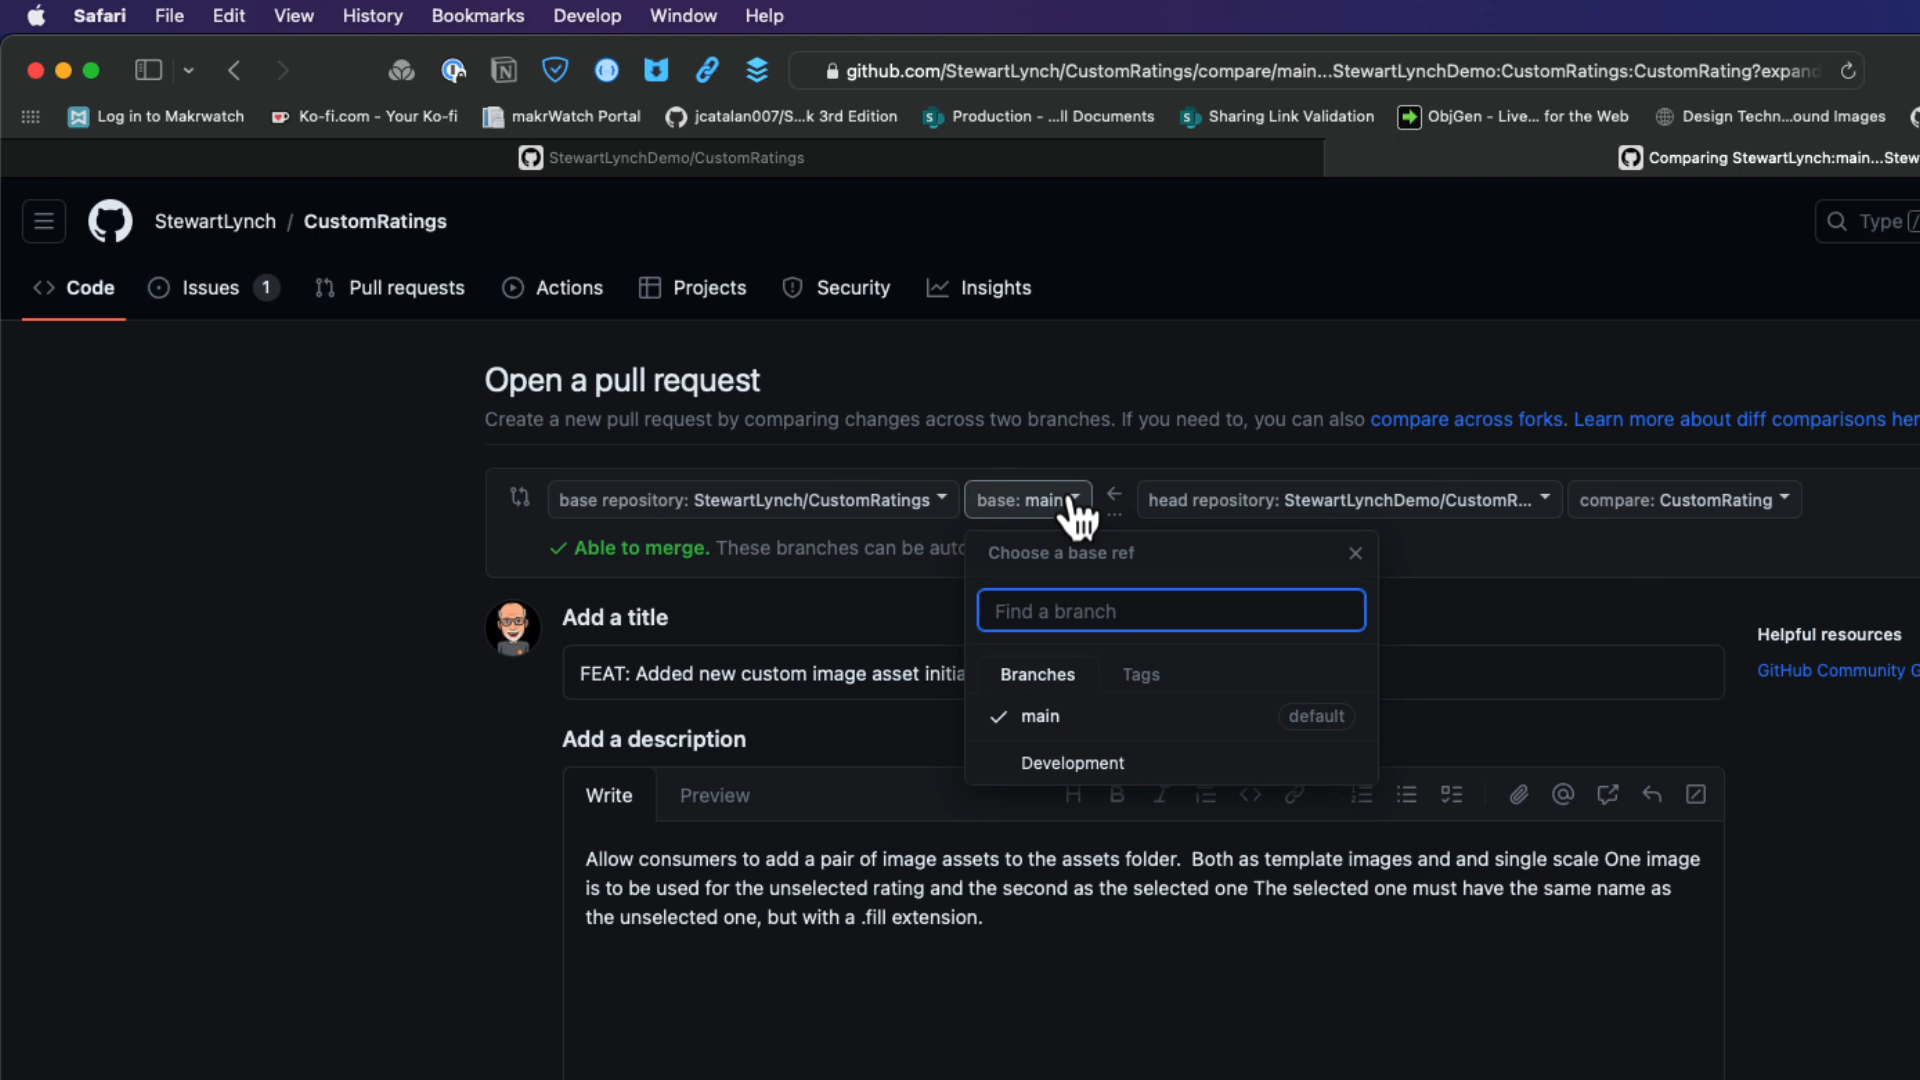 Safari File Edit View History Bookmarks Develop Window Help
github.com/StewartLynch/CustomRatings/compare/main...StewartLynchDemo:CustomRatings:CustomRating?expand
Log in to Makrwatch Ko-fi.com - Your Ko-fi makrWatch Portal jcatalan007/S...k 3rd Edition Production - ...ll Documents Sharing Link Validation ObjGen - Live... for the Web Design Techn...ound Images
StewartLynchDemo/CustomRatings Comparing StewartLynch:main...Stew
StewartLynch / CustomRatings Type /
Code Issues 1 Pull requests Actions Projects Security Insights
Open a pull request
Create a new pull request by comparing changes across two branches. If you need to, you can also compare across forks. Learn more about diff comparisons her
base repository: StewartLynch/CustomRatings base: main ... head repository: StewartLynchDemo/CustomR... compare: CustomRating
Able to merge. These branches can be auto
Choose a base ref
Find a branch
Branches Tags
main default
Development
Add a title
FEAT: Added new custom image asset initia
Helpful resources
GitHub Community G
Add a description
Write Preview
Allow consumers to add a pair of image assets to the assets folder.  Both as template images and and single scale One image
is to be used for the unselected rating and the second as the selected one The selected one must have the same name as
the unselected one, but with a .fill extension.